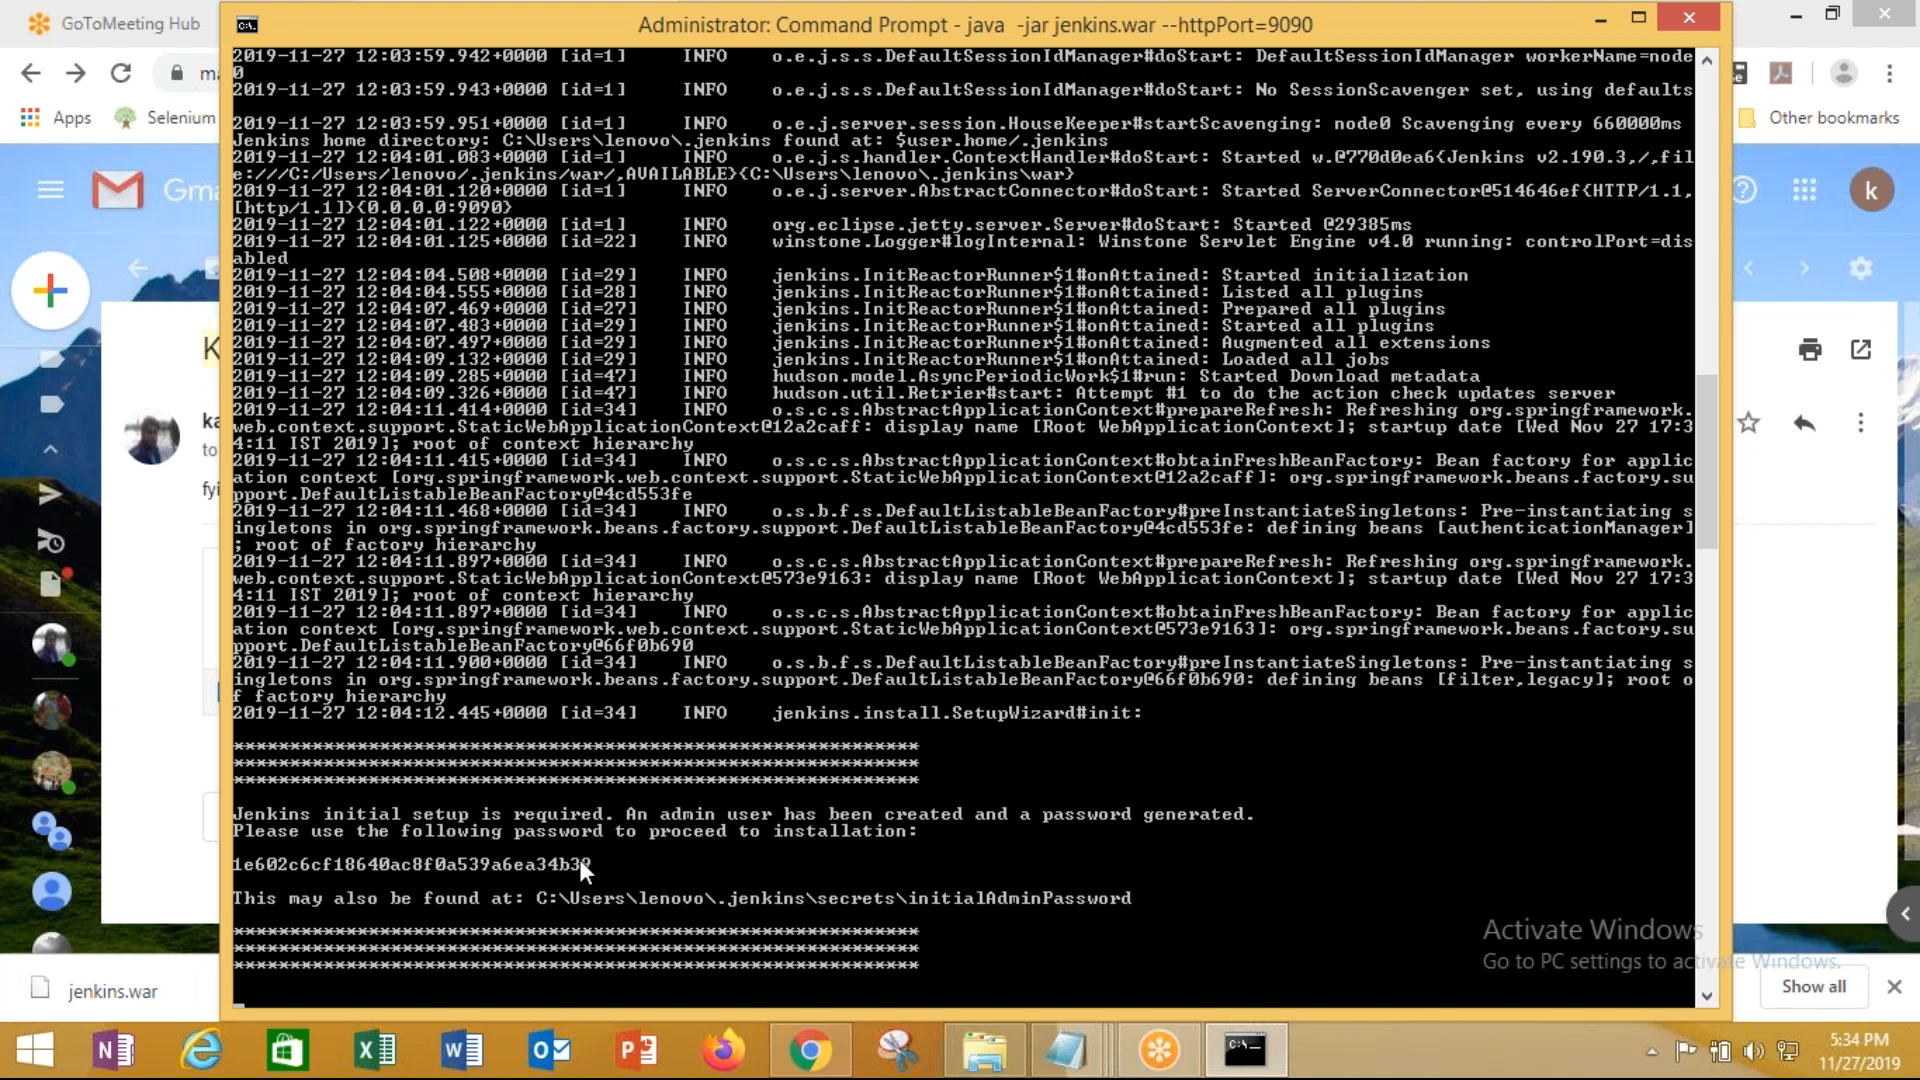 GoToMeeting Hub
Administrator: Command Prompt - java -jar jenkins.war --httpPort=9090
Apps
Selenium
Other bookmarks
2019-11-27 12:03:59.942+0000 [id=1] INFO o.e.j.s.s.DefaultSessionIdManager#doStart: DefaultSessionIdManager workerName=node
0
2019-11-27 12:03:59.943+0000 [id=1] INFO o.e.j.s.s.DefaultSessionIdManager#doStart: No SessionScavenger set, using defaults
2019-11-27 12:03:59.951+0000 [id=1] INFO o.e.j.server.session.HouseKeeper#startScavenging: node0 Scavenging every 660000ms
Jenkins home directory: C:\Users\lenovo\.jenkins found at: $user.home/.jenkins
2019-11-27 12:04:01.083+0000 [id=1] INFO o.e.j.s.handler.ContextHandler#doStart: Started w.@770d0ea6{Jenkins v2.190.3,/,fil
e:///C:/Users/lenovo/.jenkins/war/,AVAILABLE}{C:\Users\lenovo\.jenkins\war}
2019-11-27 12:04:01.120+0000 [id=1] INFO o.e.j.server.AbstractConnector#doStart: Started ServerConnector@514646ef{HTTP/1.1,
[http/1.1]}{0.0.0.0:9090}
2019-11-27 12:04:01.122+0000 [id=1] INFO org.eclipse.jetty.server.Server#doStart: Started @29385ms
2019-11-27 12:04:01.125+0000 [id=22] INFO winstone.Logger#logInternal: Winstone Servlet Engine v4.0 running: controlPort=dis
abled
2019-11-27 12:04:04.508+0000 [id=29] INFO jenkins.InitReactorRunner$1#onAttained: Started initialization
2019-11-27 12:04:04.555+0000 [id=28] INFO jenkins.InitReactorRunner$1#onAttained: Listed all plugins
2019-11-27 12:04:07.469+0000 [id=27] INFO jenkins.InitReactorRunner$1#onAttained: Prepared all plugins
2019-11-27 12:04:07.483+0000 [id=29] INFO jenkins.InitReactorRunner$1#onAttained: Started all plugins
2019-11-27 12:04:07.497+0000 [id=29] INFO jenkins.InitReactorRunner$1#onAttained: Augmented all extensions
2019-11-27 12:04:09.132+0000 [id=29] INFO jenkins.InitReactorRunner$1#onAttained: Loaded all jobs
2019-11-27 12:04:09.285+0000 [id=47] INFO hudson.model.AsyncPeriodicWork$1#run: Started Download metadata
2019-11-27 12:04:09.326+0000 [id=47] INFO hudson.util.Retrier#start: Attempt #1 to do the action check updates server
2019-11-27 12:04:11.414+0000 [id=34] INFO o.s.c.s.AbstractApplicationContext#prepareRefresh: Refreshing org.springframework.
web.context.support.StaticWebApplicationContext@12a2caff: display name [Root WebApplicationContext]; startup date [Wed Nov 27 17:3
4:11 IST 2019]; root of context hierarchy
2019-11-27 12:04:11.415+0000 [id=34] INFO o.s.c.s.AbstractApplicationContext#obtainFreshBeanFactory: Bean factory for applic
ation context [org.springframework.web.context.support.StaticWebApplicationContext@12a2caff]: org.springframework.beans.factory.su
pport.DefaultListableBeanFactory@4cd553fe
2019-11-27 12:04:11.468+0000 [id=34] INFO o.s.b.f.s.DefaultListableBeanFactory#preInstantiateSingletons: Pre-instantiating s
ingletons in org.springframework.beans.factory.support.DefaultListableBeanFactory@4cd553fe: defining beans [authenticationManager]
; root of factory hierarchy
2019-11-27 12:04:11.897+0000 [id=34] INFO o.s.c.s.AbstractApplicationContext#prepareRefresh: Refreshing org.springframework.
web.context.support.StaticWebApplicationContext@573e9163: display name [Root WebApplicationContext]; startup date [Wed Nov 27 17:3
4:11 IST 2019]; root of context hierarchy
2019-11-27 12:04:11.897+0000 [id=34] INFO o.s.c.s.AbstractApplicationContext#obtainFreshBeanFactory: Bean factory for applic
ation context [org.springframework.web.context.support.StaticWebApplicationContext@573e9163]: org.springframework.beans.factory.su
pport.DefaultListableBeanFactory@66f0b690
2019-11-27 12:04:11.900+0000 [id=34] INFO o.s.b.f.s.DefaultListableBeanFactory#preInstantiateSingletons: Pre-instantiating s
ingletons in org.springframework.beans.factory.support.DefaultListableBeanFactory@66f0b690: defining beans [filter,legacy]; root o
f factory hierarchy
2019-11-27 12:04:12.445+0000 [id=34] INFO jenkins.install.SetupWizard#init:
*************************************************************
*************************************************************
*************************************************************
Jenkins initial setup is required. An admin user has been created and a password generated.
Please use the following password to proceed to installation:
This may also be found at: C:\Users\lenovo\.jenkins\secrets\initialAdminPassword
*************************************************************
*************************************************************
*************************************************************
Activate Windows
Go to PC settings to activate Windows.
jenkins.war
Show all
5:34 PM
11/27/2019